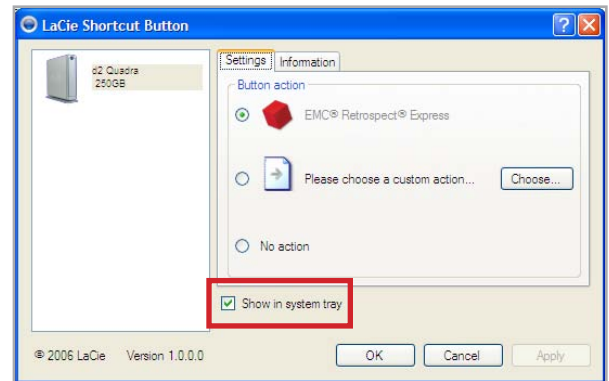 LaCie Shortcut Button
d2 Quadra
250GB
Settings
Information
Button action
EMC® Retrospect® Express
Please choose a custom action...
Choose...
No action
Show in system tray
© 2006 LaCie Version 1.0.0.0
OK
Cancel
Apply